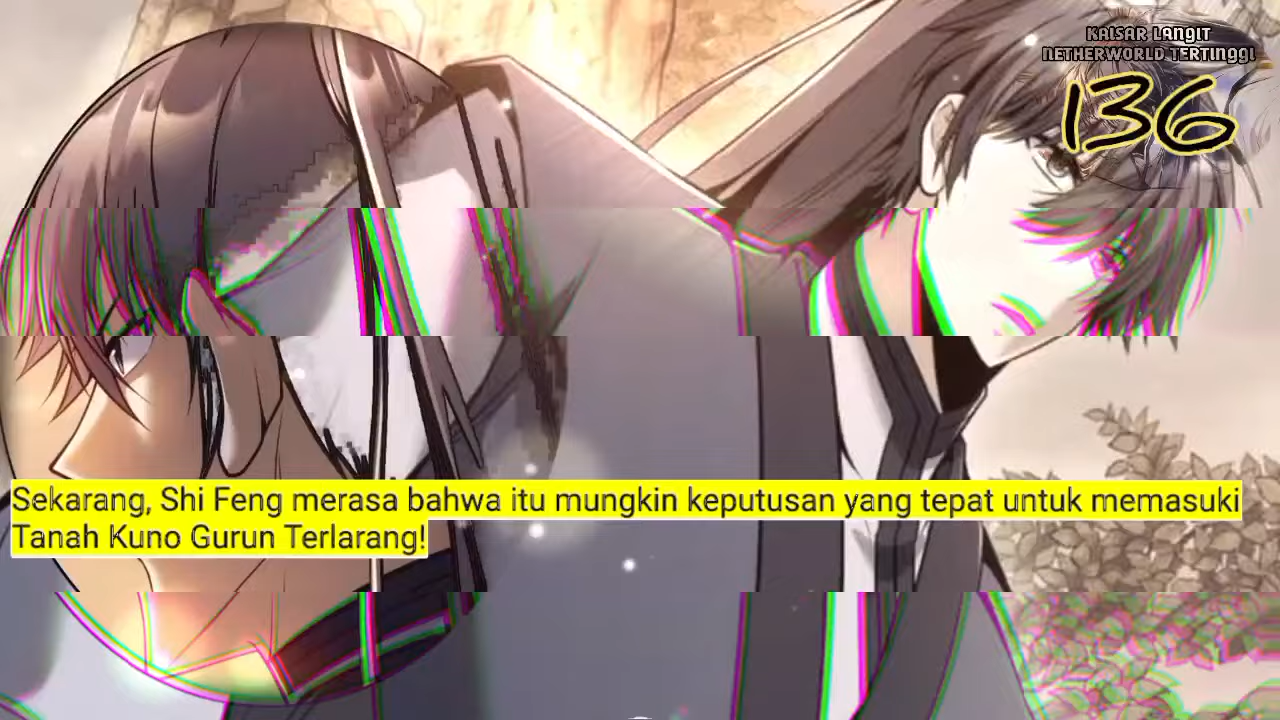 KAISAR LANGIT
NETHERWORLD TERTINGGI
136
Sekarang, Shi Feng merasa bahwa itu mungkin keputusan yang tepat untuk memasuki
Tanah Kuno Gurun Terlarang!